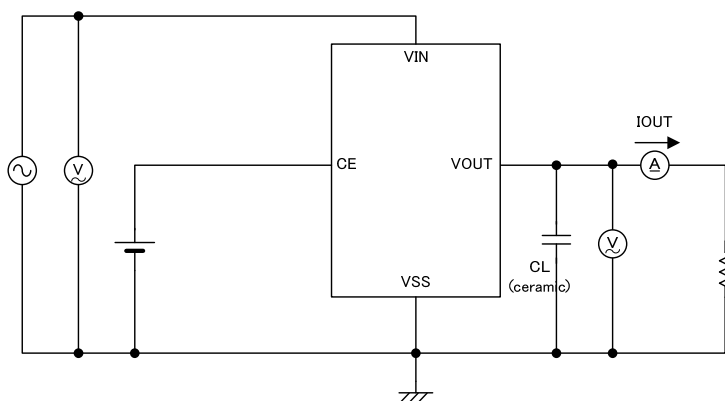 VIN
IOUT
V
CE
VOUT
A
V
CL
(ceramic)
VSS